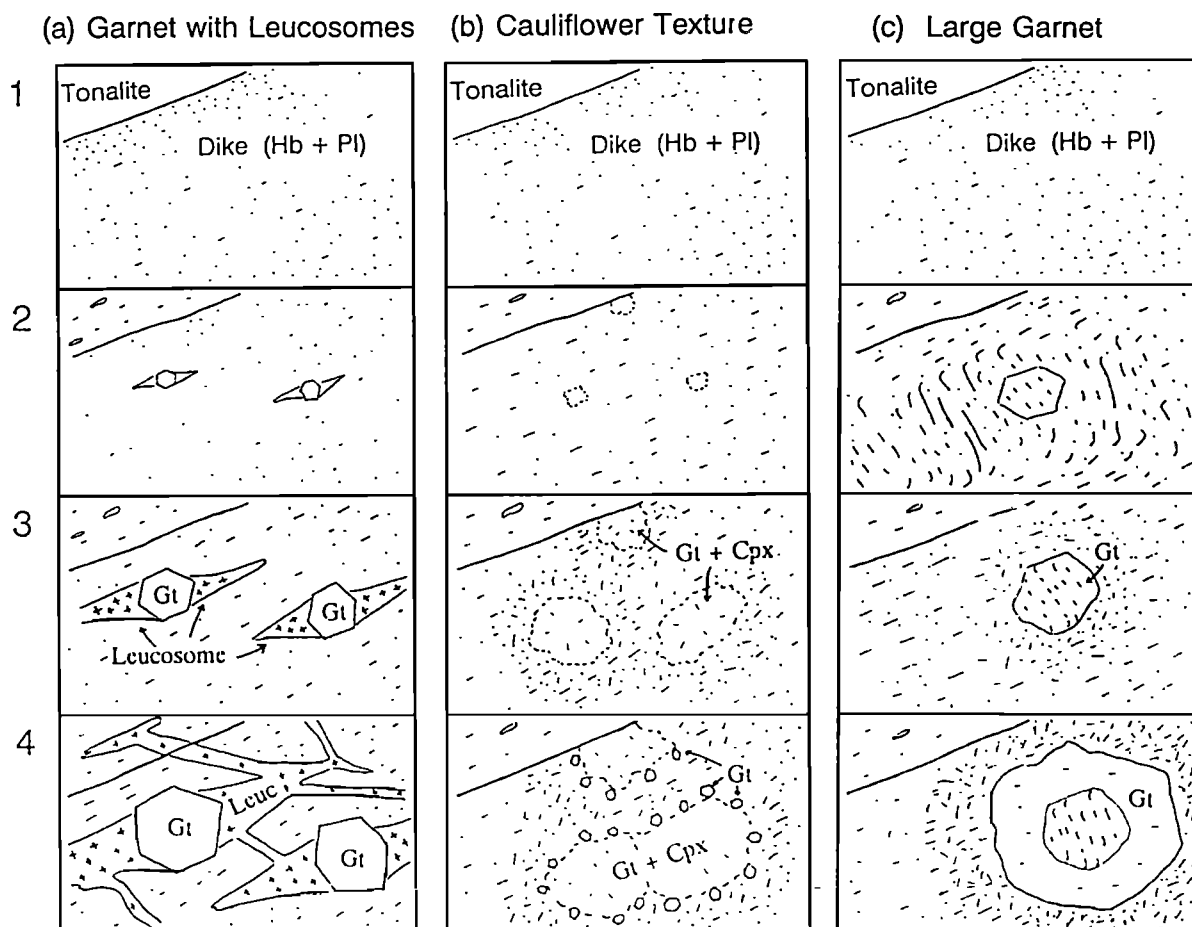 (a) Garnet with Leucosomes
(b) Cauliflower Texture
(c) Large Garnet
1
Tonalite
Dike (Hb + Pl)
Tonalite
Dike (Hb + Pl)
Tonalite
Dike (Hb + Pl)
2
3
Gt
Gt
Leucosome
Gt + Cpx
Gt
4
Leuc
Gt
Gt
Gt
Gt + Cpx
Gt